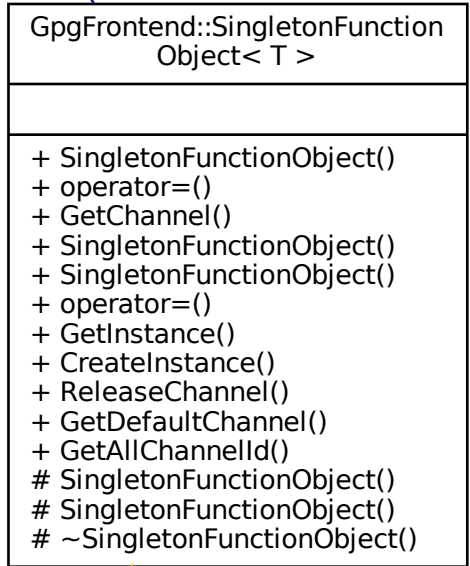 GpgFrontend::SingletonFunction
Object< T >
+ SingletonFunctionObject()
+ operator=()
+ GetChannel()
+ SingletonFunctionObject()
+ SingletonFunctionObject()
+ operator=()
+ GetInstance()
+ CreateInstance()
+ ReleaseChannel()
+ GetDefaultChannel()
+ GetAllChannelId()
# SingletonFunctionObject()
# SingletonFunctionObject()
# ~SingletonFunctionObject()